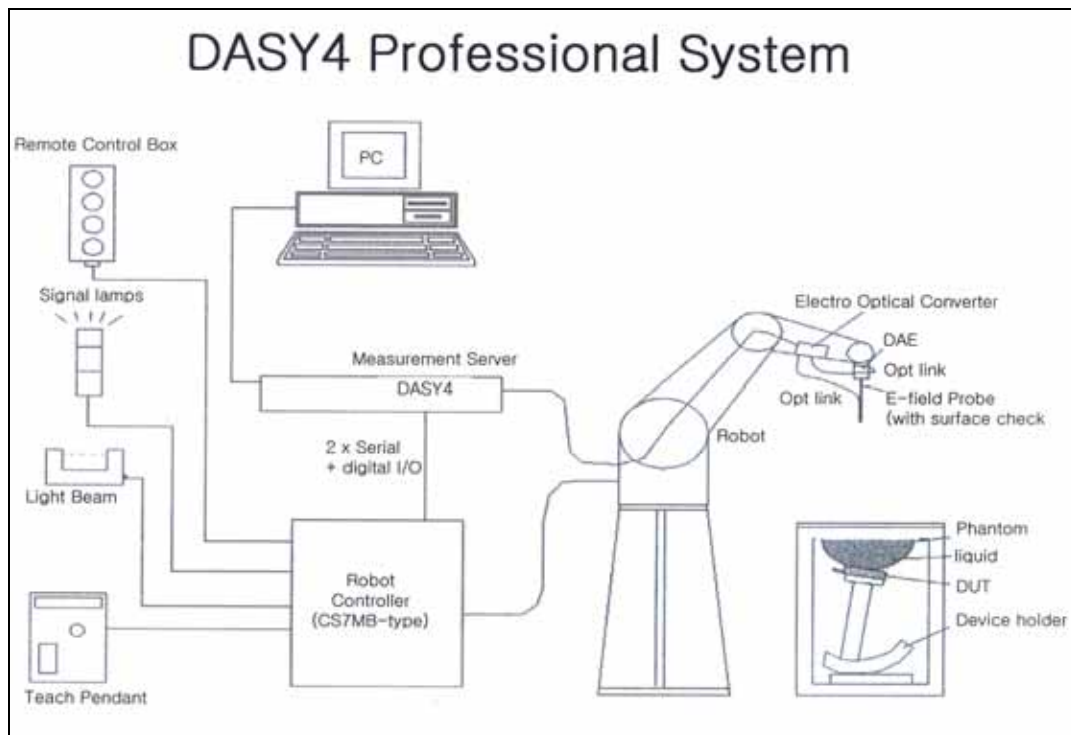 DASY4 Professional System
Remote Control Box
PC
Signal lamps
Electro Optical Converter
DAE
Opt link
Measurement Server
DASY4
Opt link
E-field Probe
(with surface check
Robot
2 x Serial
+ digital I/O
Light Beam
Phantom
liquid
DUT
Robot
Controller
(CS7MB-type)
Device holder
Teach Pendant